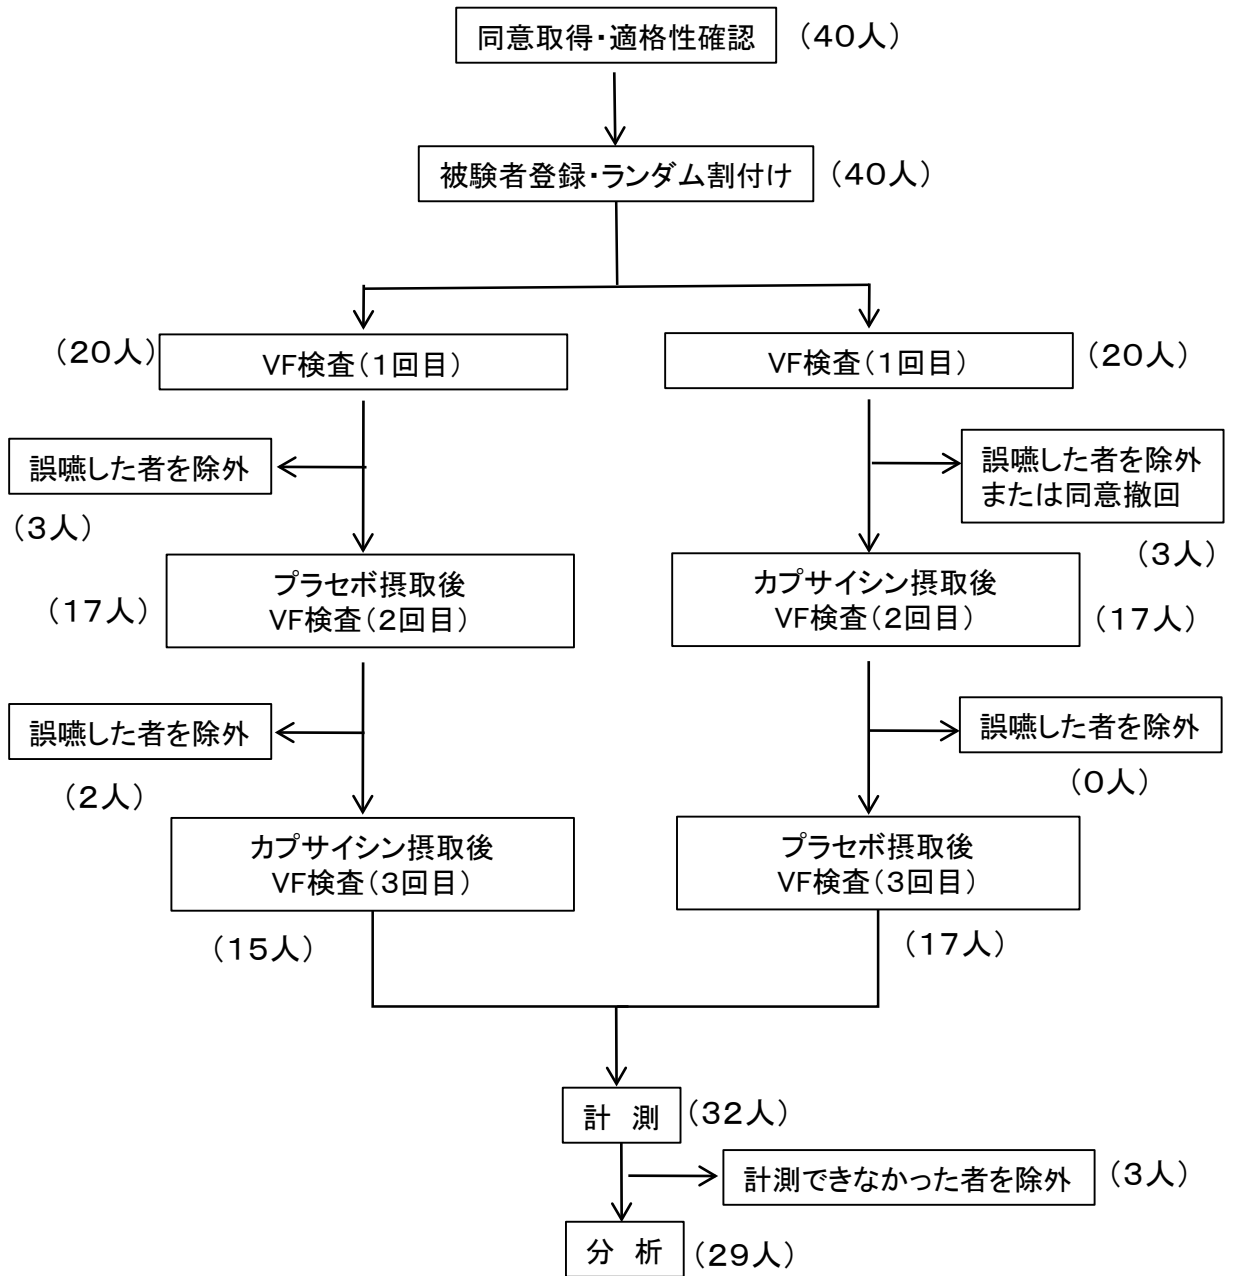 同意取得・適格性確認 （40人）
被験者登録・ランダム割付け （40人）
（20人） VF検査（1回目）
VF検査（1回目） （20人）
誤嚥した者を除外
（3人）
誤嚥した者を除外
または同意撤回
（3人）
（17人）
プラセボ摂取後
VF検査（2回目）
カプサイシン摂取後
VF検査（2回目）
（17人）
誤嚥した者を除外
（2人）
誤嚥した者を除外
（0人）
カプサイシン摂取後
VF検査（3回目）
（15人）
プラセボ摂取後
VF検査（3回目）
（17人）
計 測 （32人）
計測できなかった者を除外 （3人）
分 析 （29人）